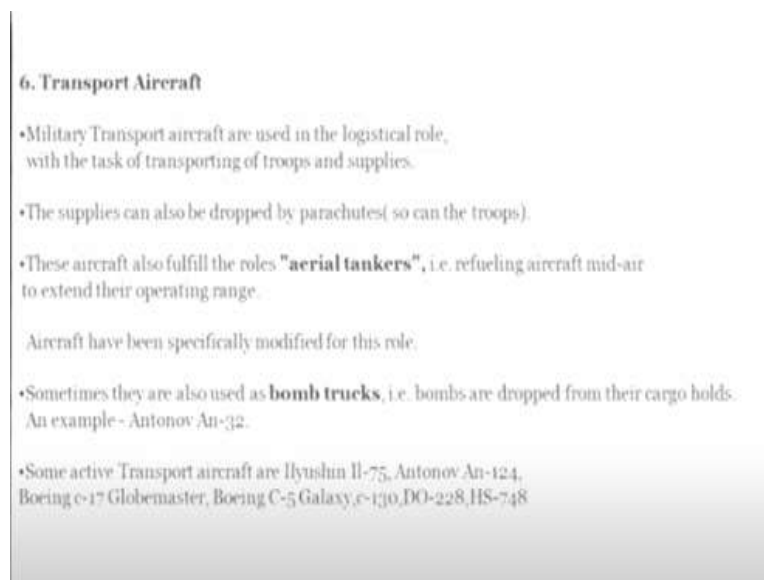 6. Transport Aircraft
•Military Transport aircraft are used in the logistical role,
with the task of transporting of troops and supplies.
•The supplies can also be dropped by parachutes( so can the troops).
•These aircraft also fulfill the roles "aerial tankers", i.e. refueling aircraft mid-air
to extend their operating range.
Aircraft have been specifically modified for this role.
•Sometimes they are also used as bomb trucks, i.e. bombs are dropped from their cargo holds.
An example - Antonov An-32.
•Some active Transport aircraft are Ilyushin Il-75, Antonov An-124,
Boeing c-17 Globemaster, Boeing C-5 Galaxy,c-130,DO-228,HS-748